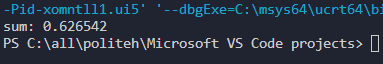 -Pid-xomntll1.ui5' '--dbgExe=C:\msys64\ucrt64\bi
sum: 0.626542
PS C:\all\politeh\Microsoft VS Code projects>